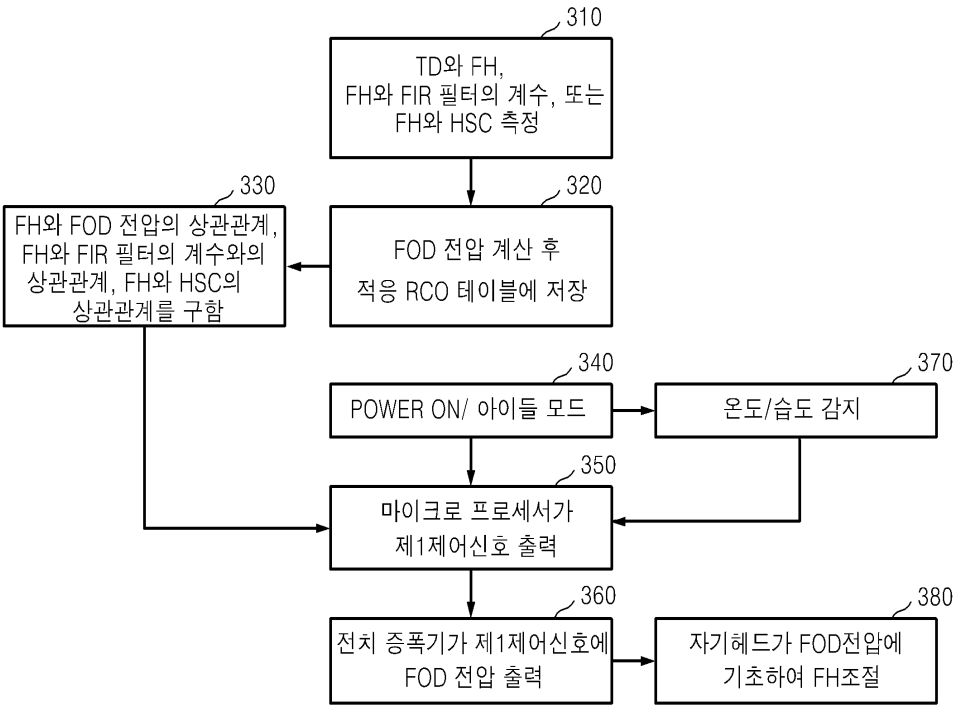 310
TD와 FH,
FH와 FIR 필터의 계수, 또는
FH와 HSC 측정
330
FH와 FOD 전압의 상관관계,
FH와 FIR 필터의 계수와의
상관관계, FH와 HSC의
상관관계를 구함
320
FOD 전압 계산 후
적응 RCO 테이블에 저장
340
POWER ON/ 아이들 모드
370
온도/습도 감지
350
마이크로 프로세서가
제1제어신호 출력
360
전치 증폭기가 제1제어신호에
FOD 전압 출력
380
자기헤드가 FOD전압에
기초하여 FH조절